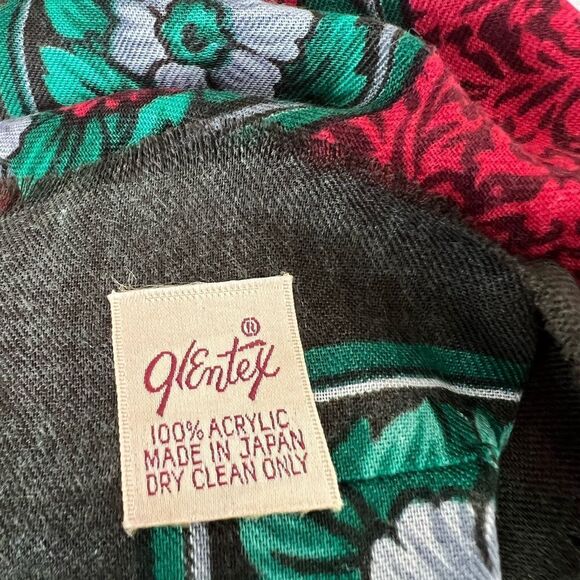 glentex®
100% ACRYLIC
MADE IN JAPAN
DRY CLEAN ONLY